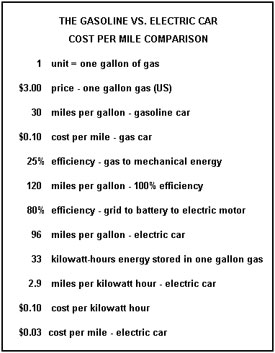 THE GASOLINE VS. ELECTRIC CAR
COST PER MILE COMPARISON
1 unit = one gallon of gas
$3.00 price - one gallon gas (US)
30 miles per gallon - gasoline car
$0.10 cost per mile - gas car
25% efficiency - gas to mechanical energy
120 miles per gallon - 100% efficiency
80% efficiency - grid to battery to electric motor
96 miles per gallon - electric car
33 kilowatt-hours energy stored in one gallon gas
2.9 miles per kilowatt hour - electric car
$0.10 cost per kilowatt hour
$0.03 cost per mile - electric car